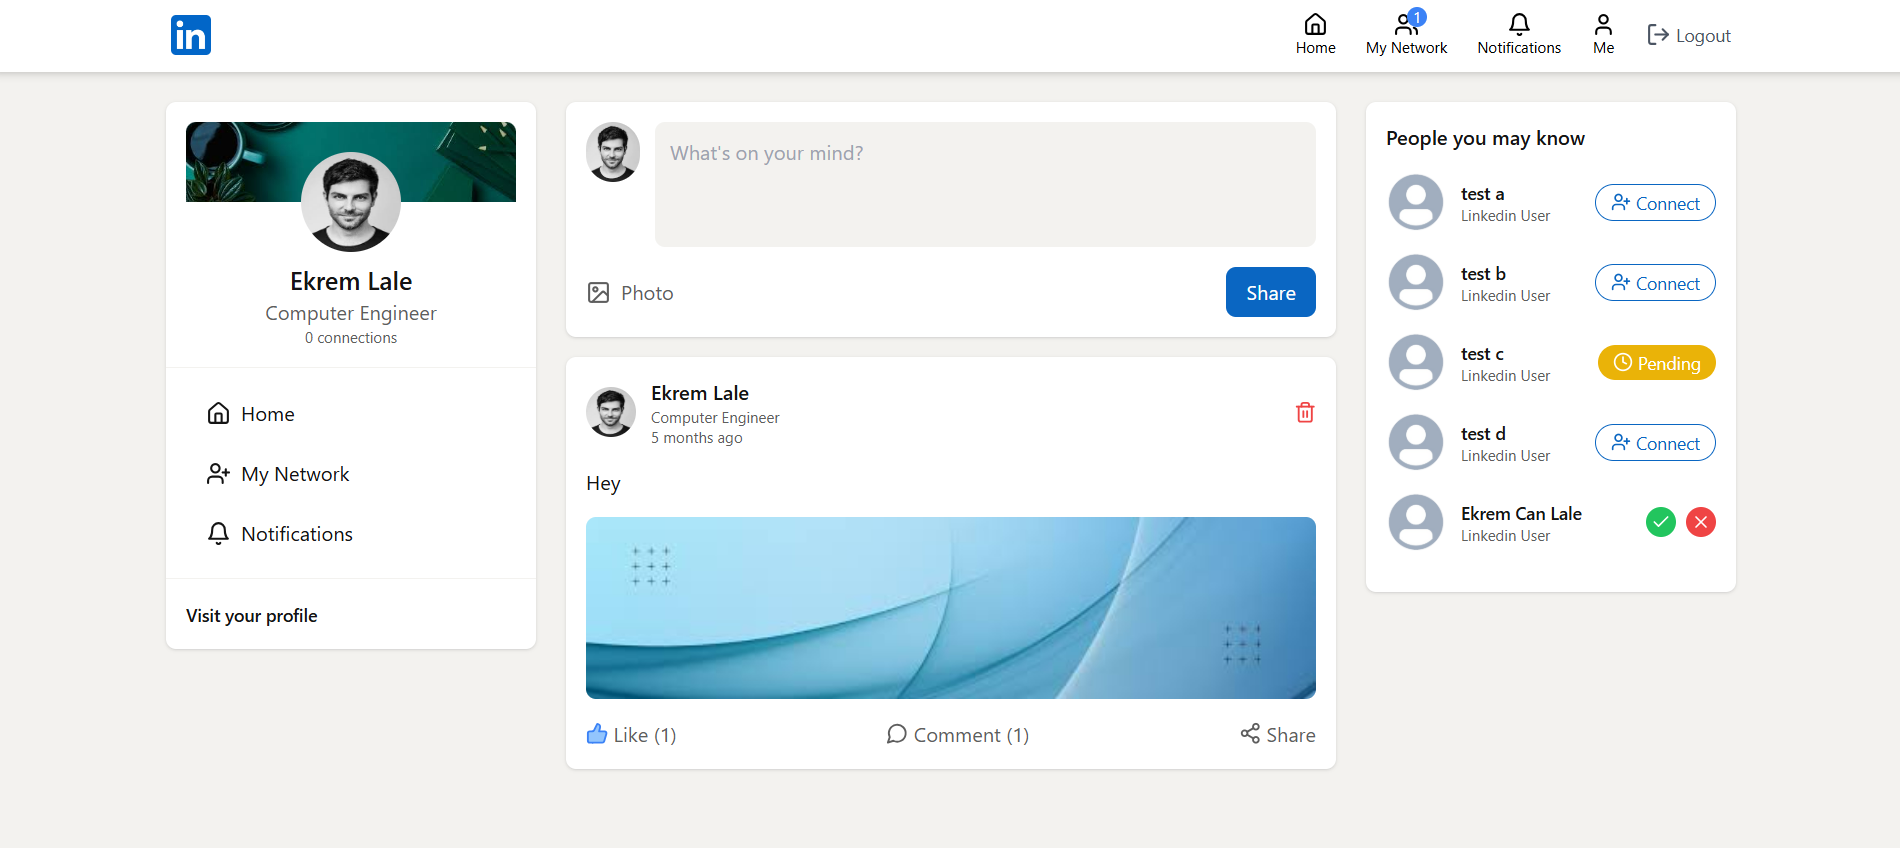 in
Home
1
My Network
Notifications
Me
Logout
Ekrem Lale
Computer Engineer
0 connections
Home
My Network
Notifications
Visit your profile
What's on your mind?
Photo
Share
Ekrem Lale
Computer Engineer
5 months ago
Hey
Like (1)
Comment (1)
Share
People you may know
test a
Linkedin User
Connect
test b
Linkedin User
Connect
test c
Linkedin User
Pending
test d
Linkedin User
Connect
Ekrem Can Lale
Linkedin User